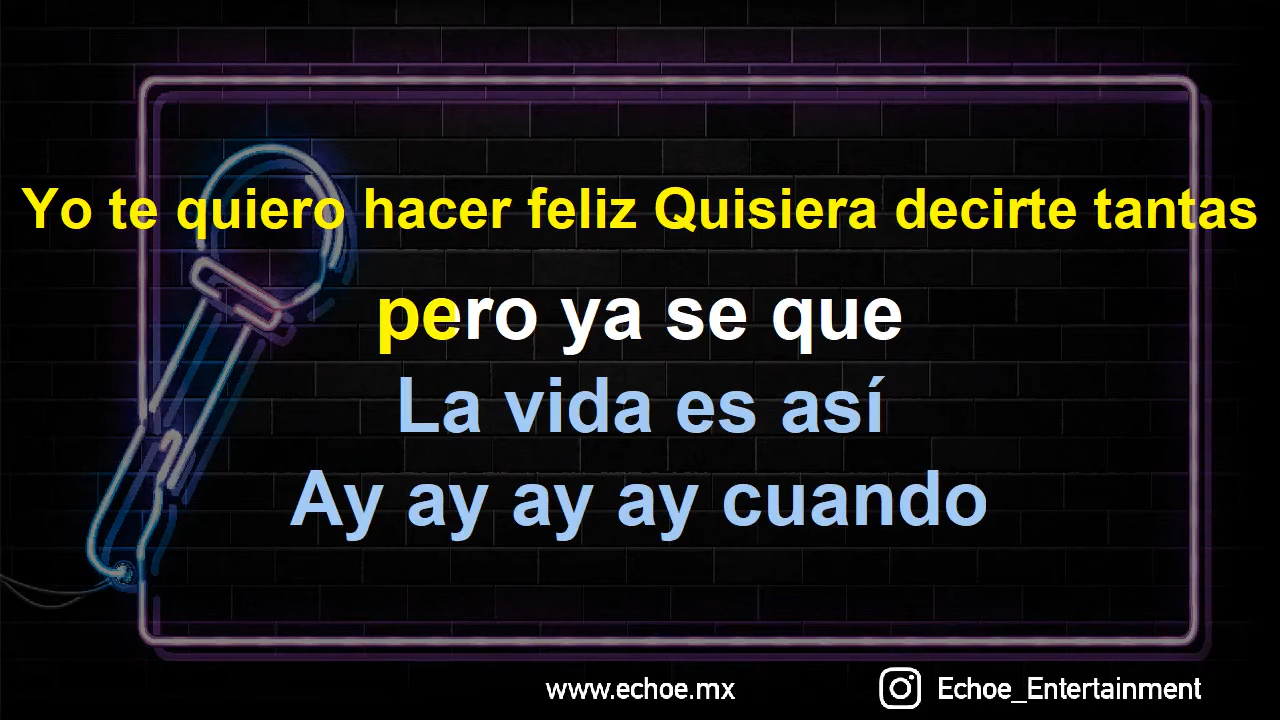 Yo te quiero hacer feliz Quisiera decirte tantas
pero ya se que
La vida es así
Ay ay ay ay cuando
www.echoe.mx
Echoe_Entertainment